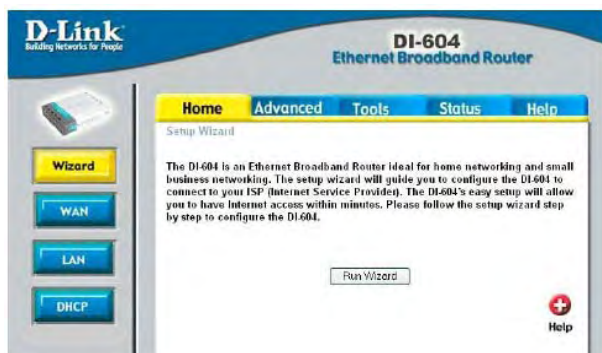 D-Link
Building Networks for People
DI-604
Ethernet Broadband Router
Home
Advanced
Tools
Status
Help
Setup Wizard
Wizard
WAN
LAN
DHCP
The DI-604 is an Ethernet Broadband Router ideal for home networking and small
business networking. The setup wizard will guide you to configure the DI-604 to
connect to your ISP (Internet Service Provider). The DI-604's easy setup will allow
you to have Internet access within minutes. Please follow the setup wizard step
by step to configure the DI-604.
Run Wizard
Help